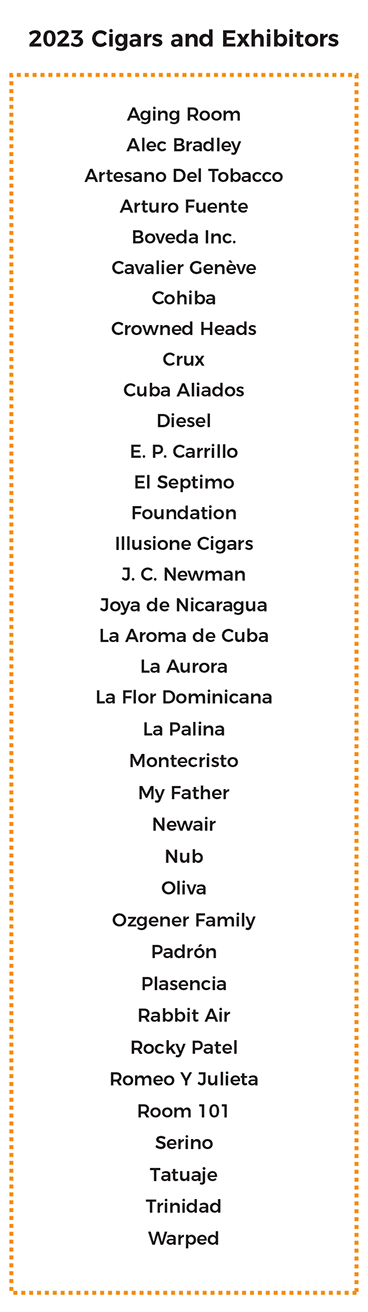 2023 Cigars and Exhibitors
Aging Room
Alec Bradley
Artesano Del Tobacco
Arturo Fuente
Boveda Inc.
Cavalier Genève
Cohiba
Crowned Heads
Crux
Cuba Aliados
Diesel
E. P. Carrillo
El Septimo
Foundation
Illusione Cigars
J. C. Newman
Joya de Nicaragua
La Aroma de Cuba
La Aurora
La Flor Dominicana
La Palina
Montecristo
My Father
Newair
Nub
Oliva
Ozgener Family
Padrón
Plasencia
Rabbit Air
Rocky Patel
Romeo Y Julieta
Room 101
Serino
Tatuaje
Trinidad
Warped